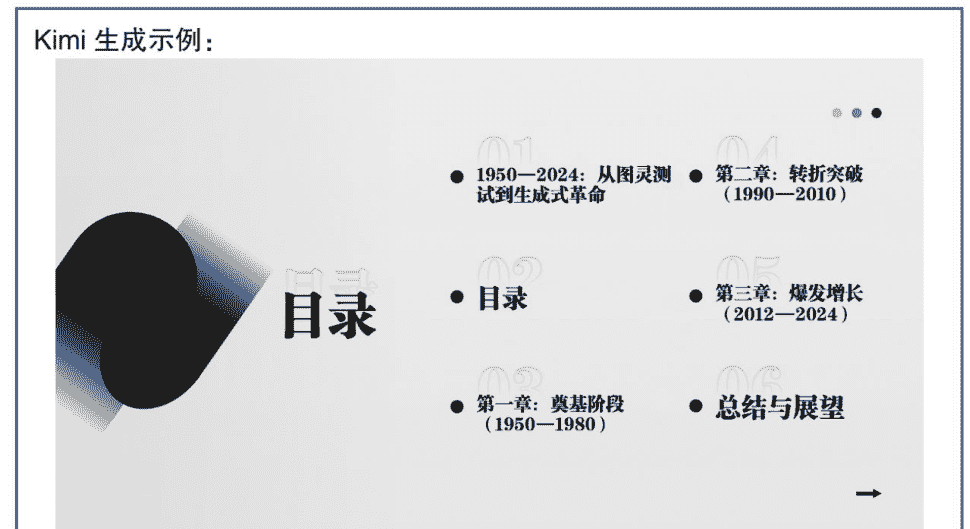 Kimi 生成示例：
目录
01
1950—2024：从图灵测
试到生成式革命
02
目录
03
第一章：奠基阶段
（1950—1980）
04
第二章：转折突破
（1990—2010）
05
第三章：爆发增长
（2012—2024）
06
总结与展望